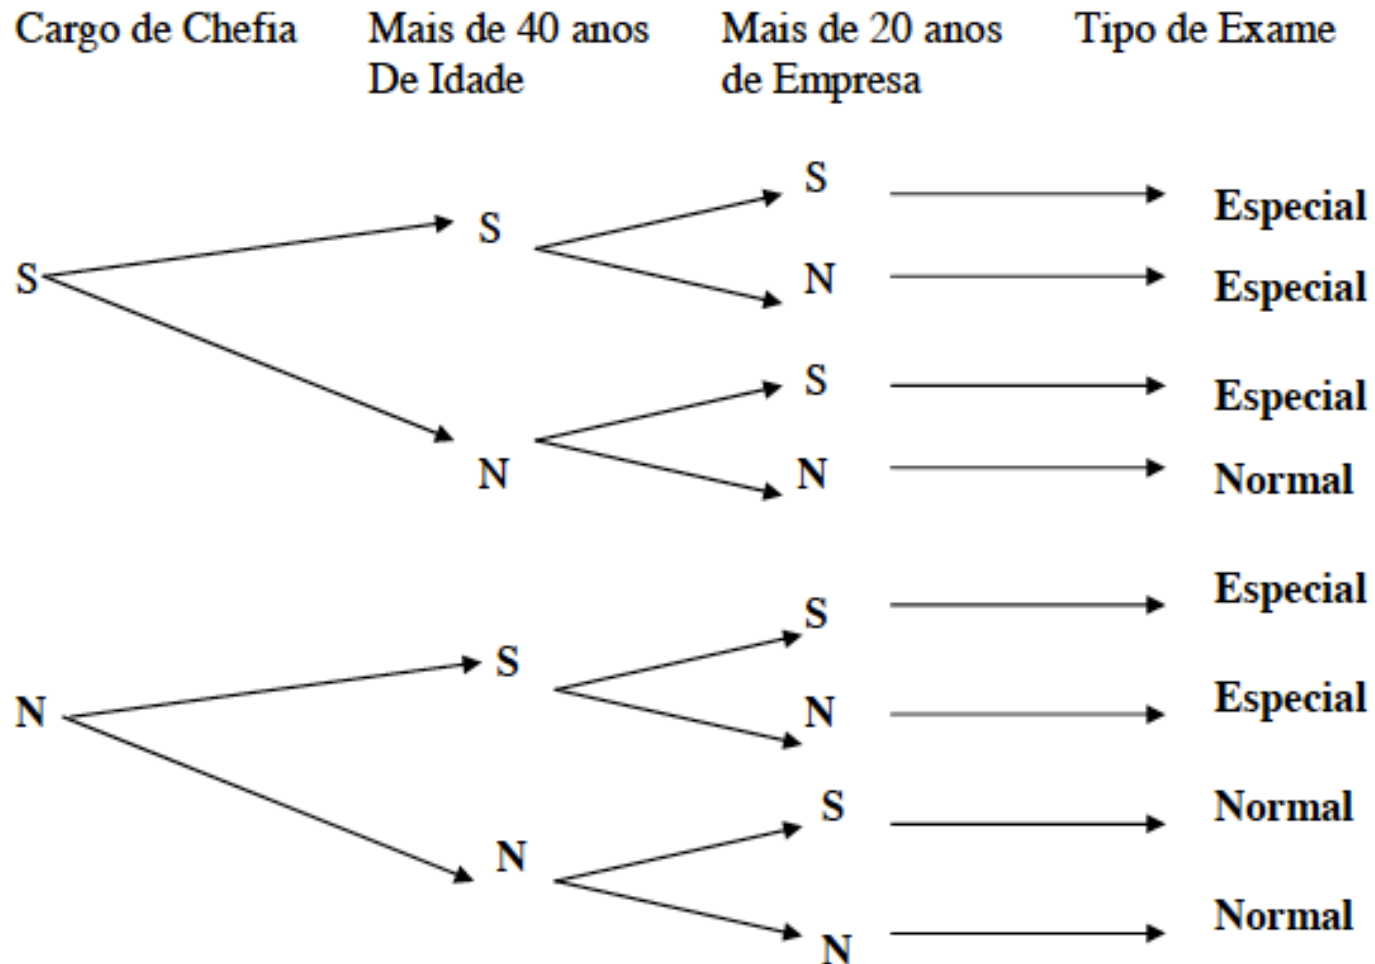 Cargo de Chefia Mais de 40 anos Mais de 20 anos Tipo de Exame
De Idade de Empresa
S Especial
S
S N Especial
S Especial
N N Normal
S Especial
S
N N Especial
S Normal
N
N Normal